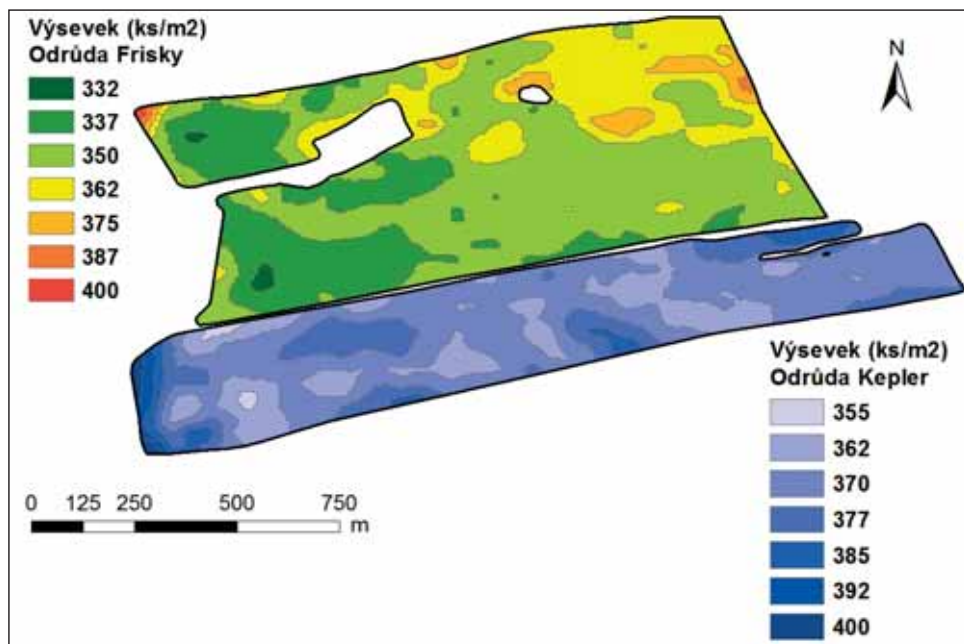 Výsevek (ks/m2)
Odrůda Frisky
332
337
350
362
375
387
400
N
Výsevek (ks/m2)
Odrůda Kepler
355
362
370
377
385
392
400
0 125 250 500 750
m